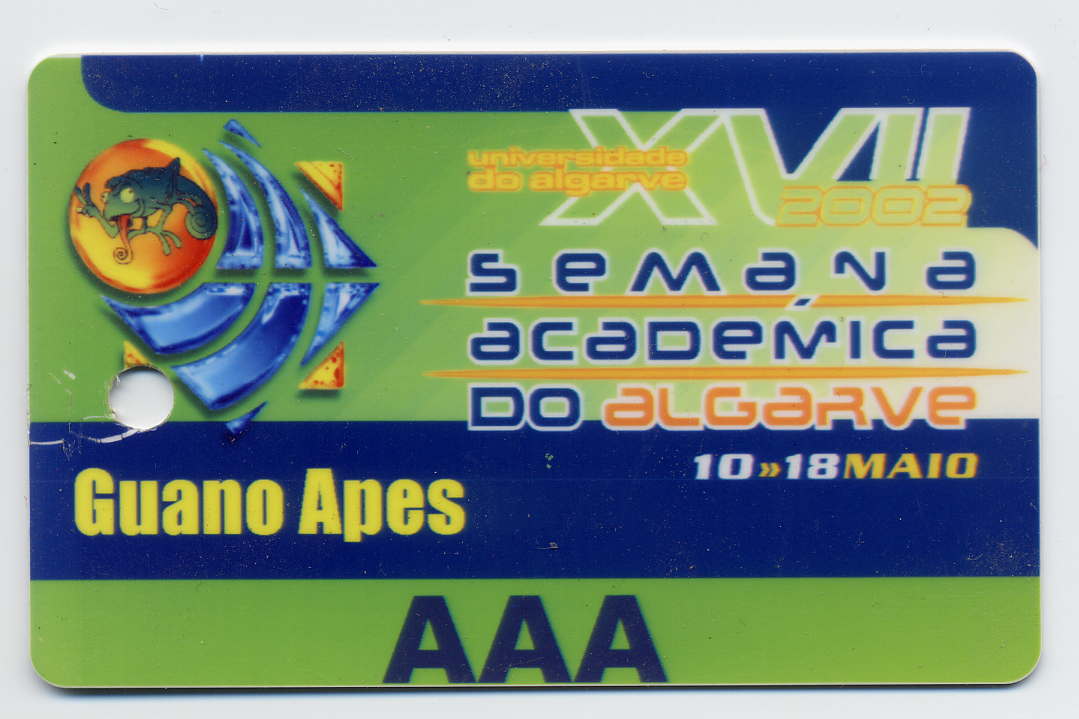 universidade
do algarve
XVII
2002
SEMANA
ACADÉMICA
DO ALGARVE
10»18 MAIO
Guano Apes
AAA